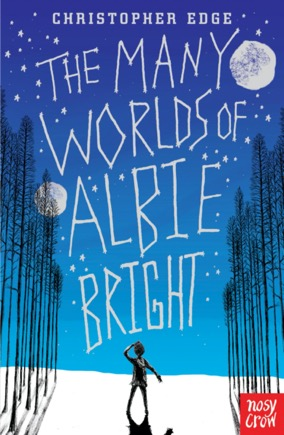 CHRISTOPHER EDGE
THE MANY
WORLDS OF
ALBIE
BRIGHT
nosy
crow